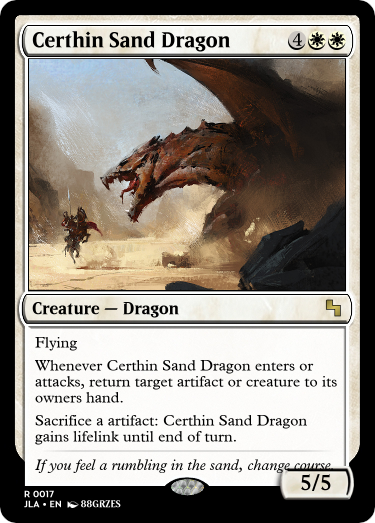 Certhin Sand Dragon 4
Creature — Dragon
Flying
Whenever Certhin Sand Dragon enters or
attacks, return target artifact or creature to its
owners hand.
Sacrifice a artifact: Certhin Sand Dragon
gains lifelink until end of turn.
If you feel a rumbling in the sand, change course.
5/5
R 0017
JLA • EN 88GRZES